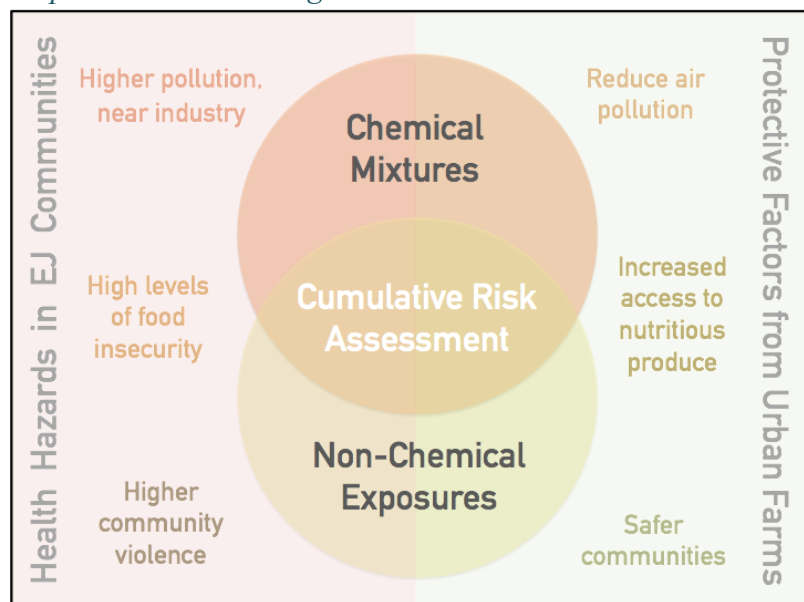 Health Hazards in EJ Communities
Higher pollution,
near industry
High levels
of food
insecurity
Higher
community
violence
Chemical
Mixtures
Cumulative Risk
Assessment
Non-Chemical
Exposures
Reduce air
pollution
Increased
access to
nutritious
produce
Safer
communities
Protective Factors from Urban Farms